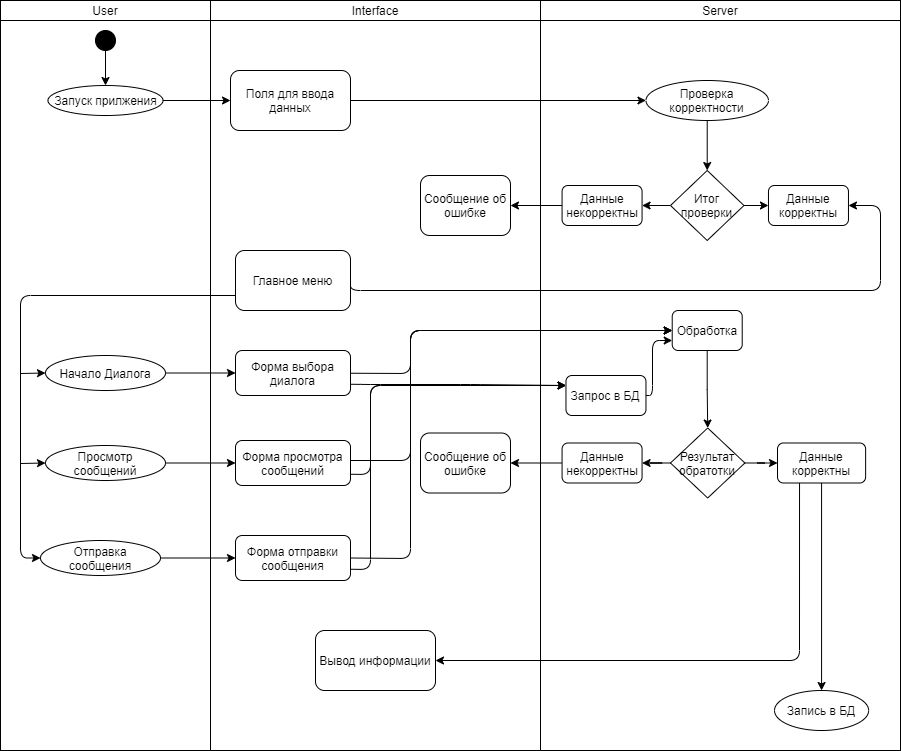 User
Interface
Server
Запуск прилжения
Поля для ввода
данных
Проверка
корректности
Сообщение об
ошибке
Данные
некорректны
Итог
проверки
Данные
корректны
Главное меню
Обработка
Начало Диалога
Форма выбора
диалога
Запрос в БД
Просмотр
сообщений
Форма просмотра
сообщений
Сообщение об
ошибке
Данные
некорректны
Результат
обратотки
Данные
корректны
Отправка
сообщения
Форма отправки
сообщения
Вывод информации
Запись в БД